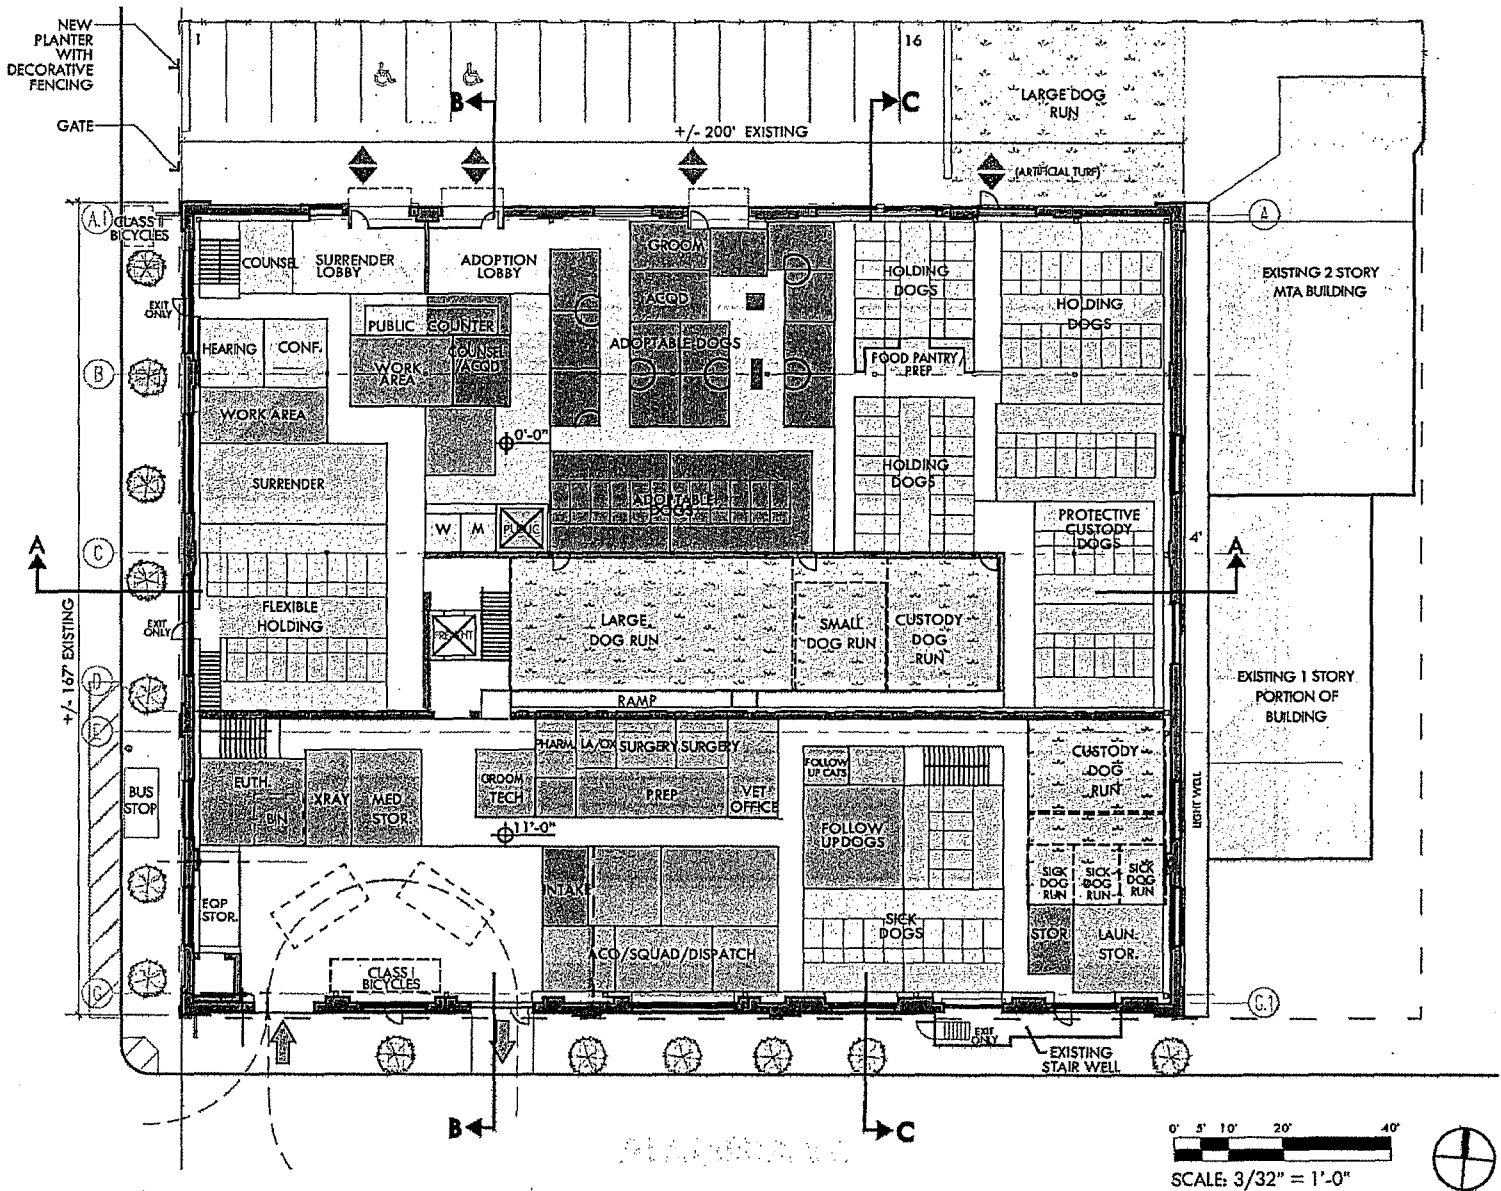 NEW
PLANTER
WITH
DECORATIVE
FENCING
GATE
1
16
B
C
+/- 200' EXISTING
LARGE DOG
RUN
(ARTIFICIAL TURF)
A.1
CLASS II
BICYCLES
A
COUNSEL
SURRENDER
LOBBY
ADOPTION
LOBBY
GROOM
ACQD
HOLDING
DOGS
HOLDING
DOGS
EXISTING 2 STORY
MTA BUILDING
EXIT
ONLY
PUBLIC COUNTER
HEARING
CONF.
COUNSEL
/ACQD
WORK
AREA
ADOPTABLE DOGS
FOOD PANTRY/
PREP
B
WORK AREA
0'-0"
SURRENDER
HOLDING
DOGS
ADOPTABLE
DOGS
PROTECTIVE
CUSTODY
DOGS
W
M
PUBLIC
4'
A
C
A
FLEXIBLE
HOLDING
FREIGHT
LARGE
DOG RUN
SMALL
DOG RUN
CUSTODY
DOG
RUN
EXIT
ONLY
+/- 167' EXISTING
D
RAMP
EXISTING 1 STORY
PORTION OF
BUILDING
E
PHARM.
LA/OX
SURGERY
SURGERY
FOLLOW
UP CATS
CUSTODY
DOG
RUN
BUS
STOP
EUTH.
BIN
XRAY
MED
STOR.
GROOM
TECH
PREP
VET
OFFICE
LIGHT WELL
11'-0"
FOLLOW
UP DOGS
EQP
STOR.
INTAKE
SICK
DOG
RUN
SICK
DOG
RUN
SICK
DOG
RUN
SICK
DOGS
STOR
LAUN.
STOR.
ACO/SQUAD/DISPATCH
CLASS I
BICYCLES
G
G.1
EXIT
ONLY
EXISTING
STAIR WELL
B
C
0' 5' 10' 20' 40'
SCALE: 3/32" = 1'-0"